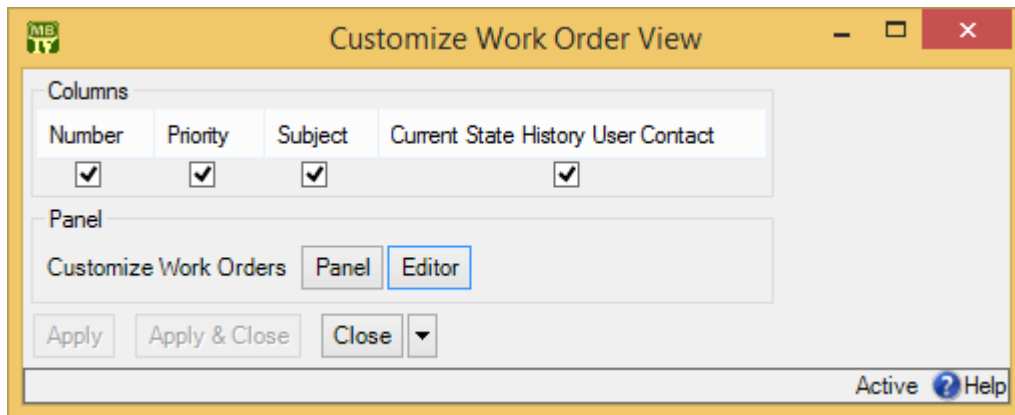 MB
IT
Customize Work Order View
Columns
Number Priority Subject Current State History User Contact
Panel
Customize Work Orders Panel Editor
Apply Apply & Close Close
Active ? Help